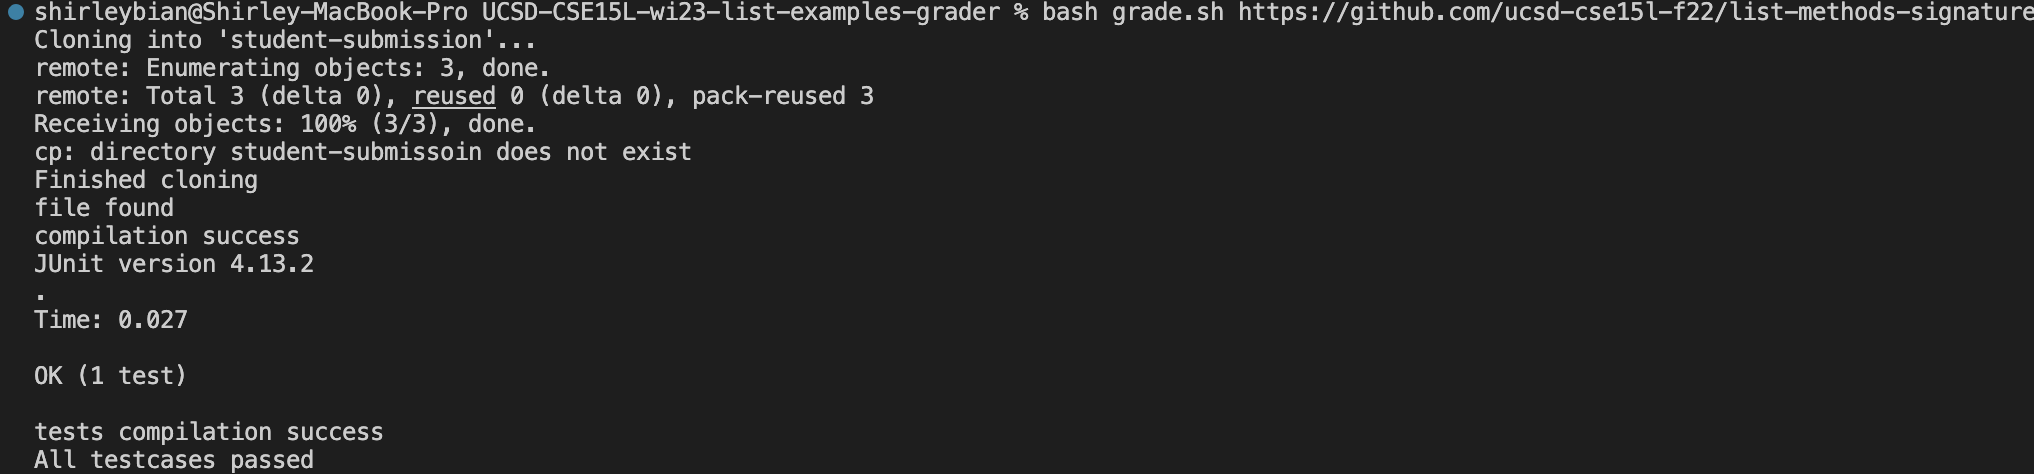 shirleybian@Shirley-MacBook-Pro UCSD-CSE15L-wi23-list-examples-grader % bash grade.sh https://github.com/ucsd-cse15l-f22/list-methods-signature
Cloning into 'student-submission'...
remote: Enumerating objects: 3, done.
remote: Total 3 (delta 0), reused 0 (delta 0), pack-reused 3
Receiving objects: 100% (3/3), done.
cp: directory student-submissoin does not exist
Finished cloning
file found
compilation success
JUnit version 4.13.2
.
Time: 0.027
OK (1 test)
tests compilation success
All testcases passed